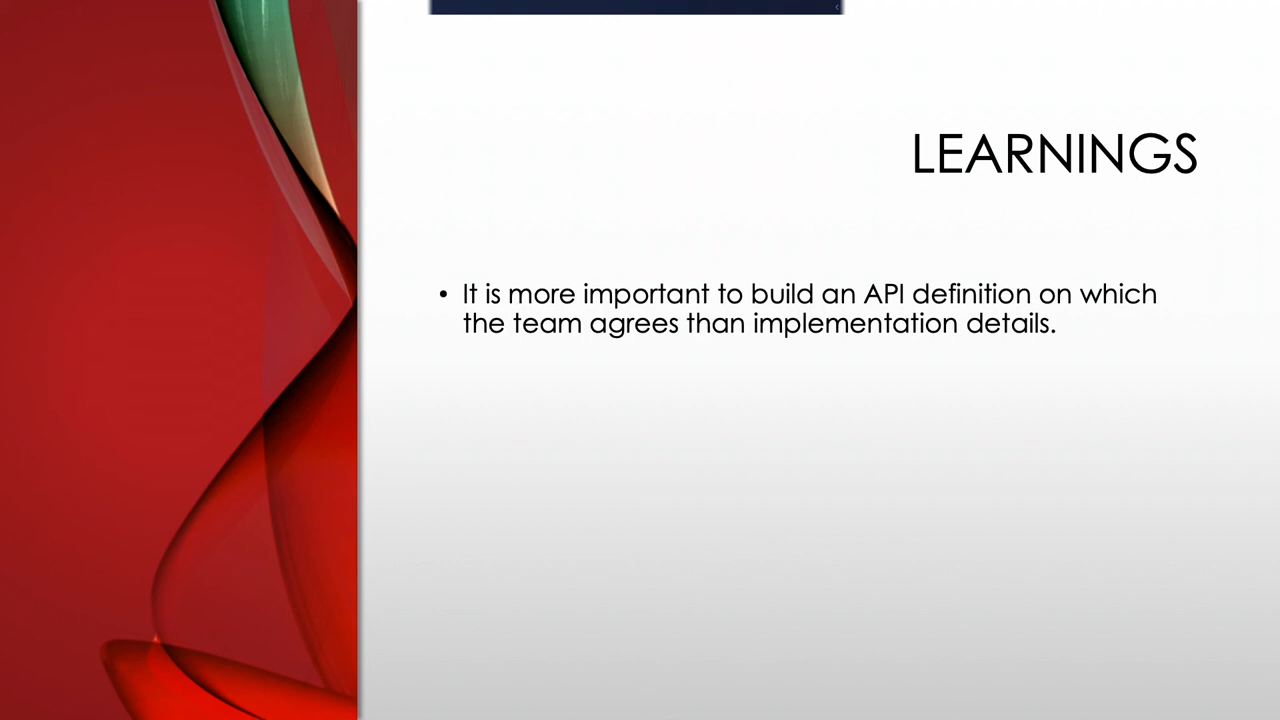 LEARNINGS
• It is more important to build an API definition on which
the team agrees than implementation details.